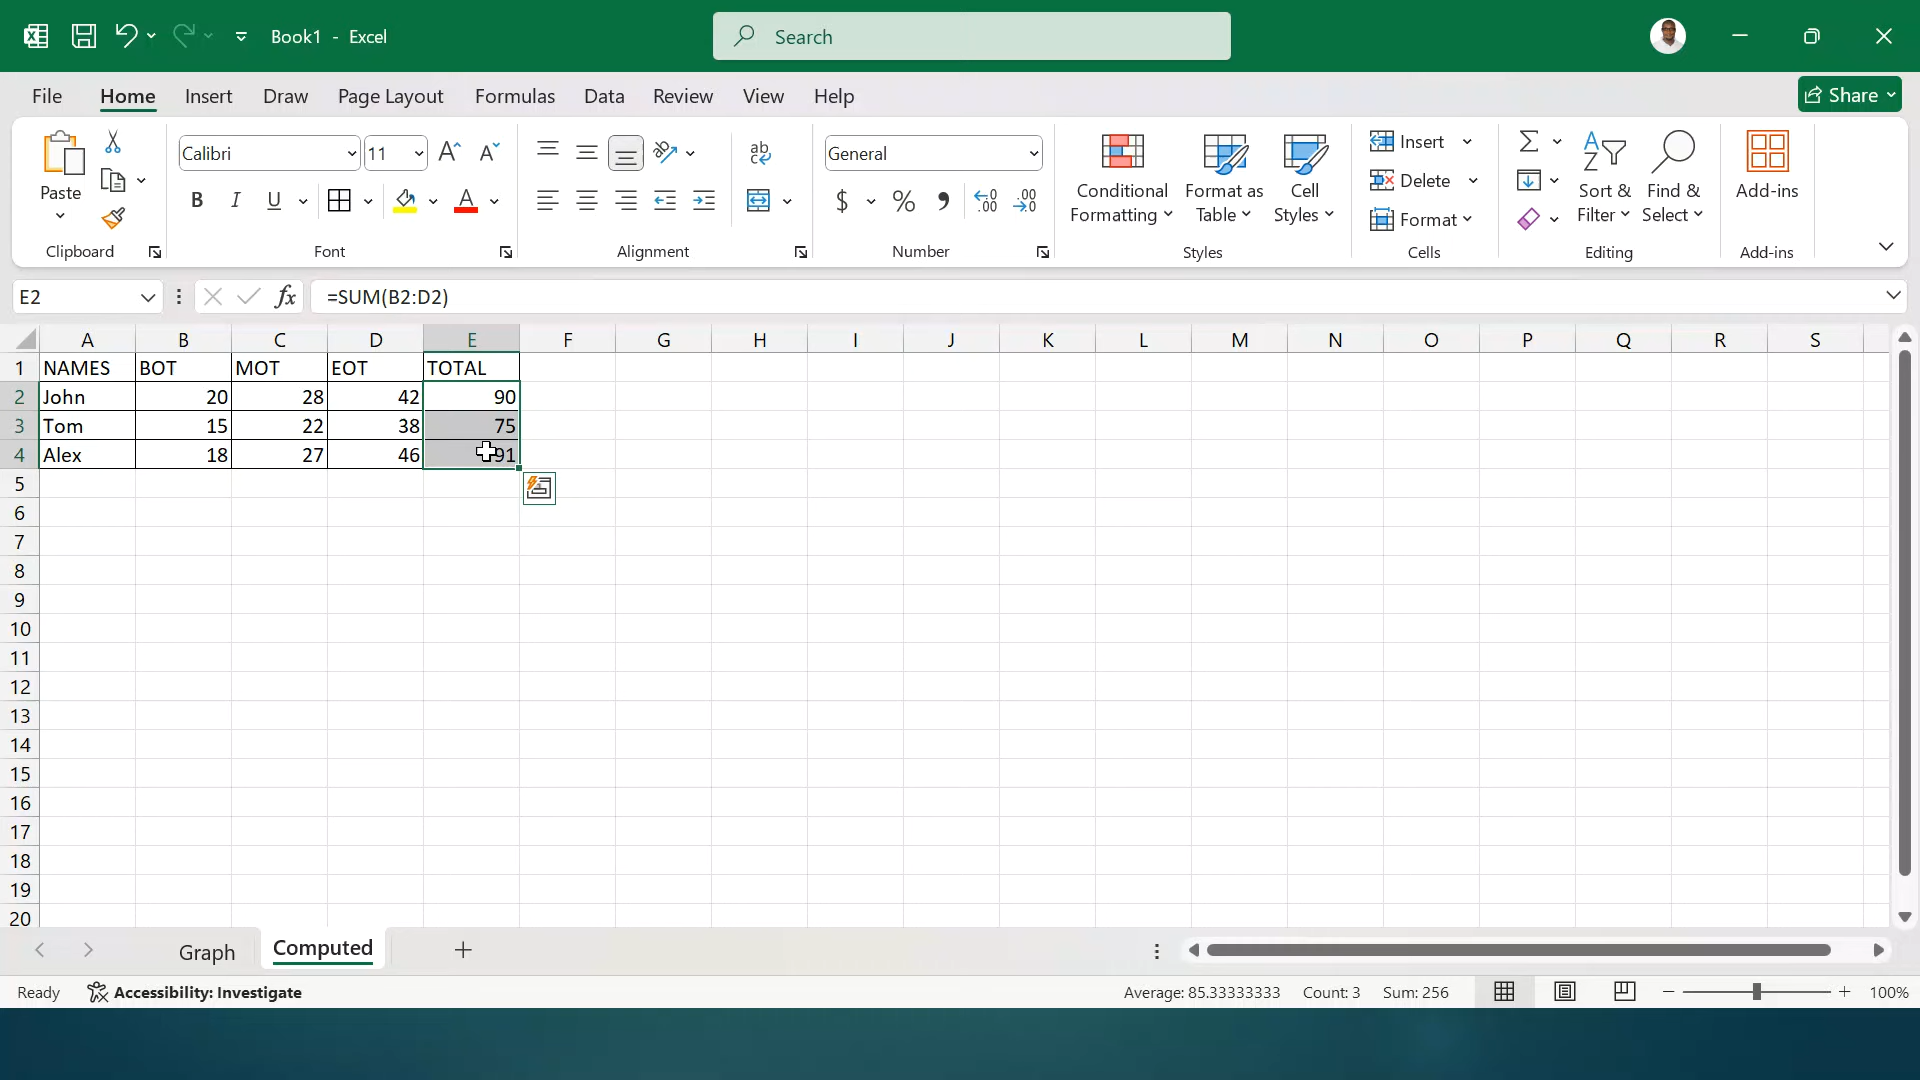 Book1 - Excel
Search
File Home Insert Draw Page Layout Formulas Data Review View Help
Share
Paste
Clipboard
Calibri
11
B I U
Font
ab
Alignment
General
$ % ,
Number
Conditional Formatting
Format as Table
Cell Styles
Styles
Insert
Delete
Format
Cells
Sort & Filter
Find & Select
Editing
Add-ins
Add-ins
E2
fx
=SUM(B2:D2)
A B C D E F G H I J K L M N O P Q R S
1 NAMES BOT MOT EOT TOTAL
2 John 20 28 42 90
3 Tom 15 22 38 75
4 Alex 18 27 46 91
5
6
7
8
9
10
11
12
13
14
15
16
17
18
19
20
Graph Computed
Ready Accessibility: Investigate Average: 85.33333333 Count: 3 Sum: 256 100%